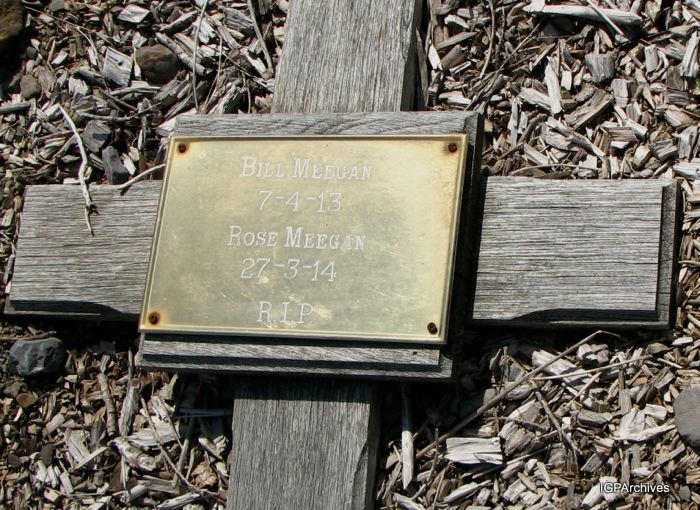 Bill Meegan
7-4-13
Rose Meegan
27-3-14
R I P
IGPArchives